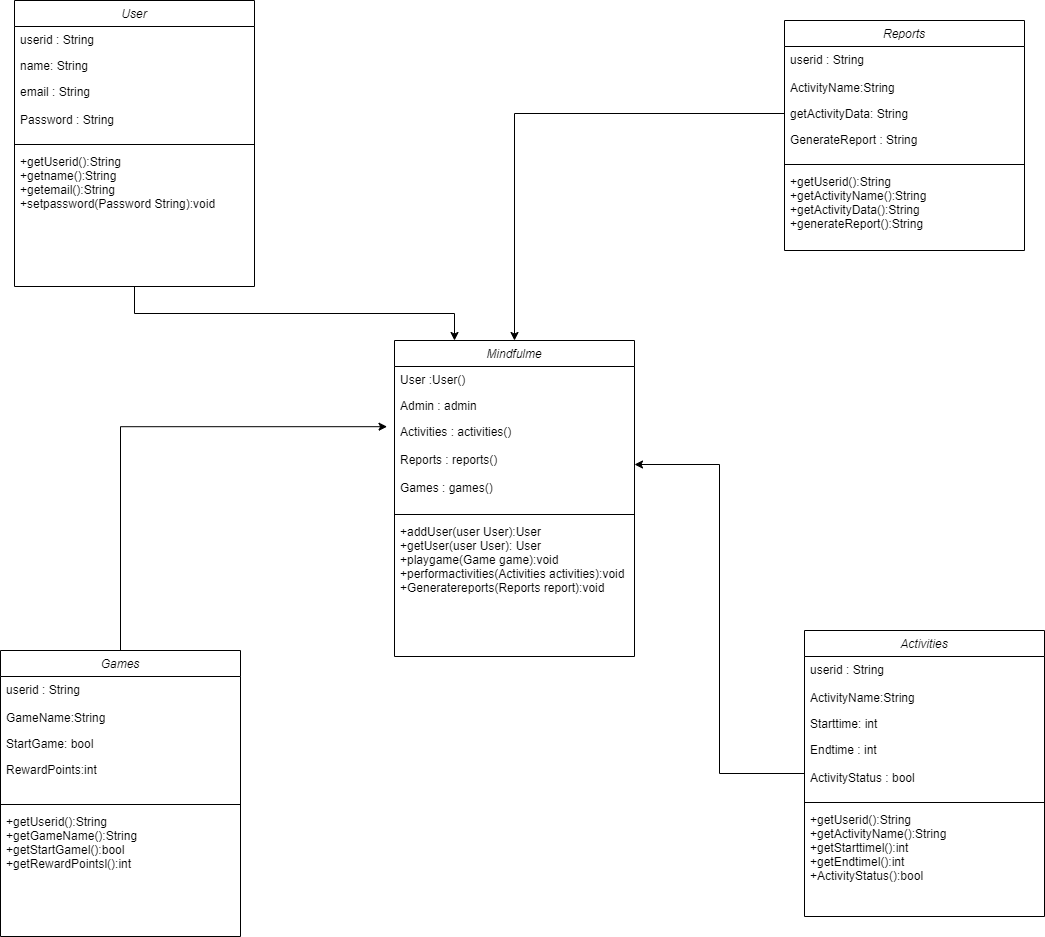 User
userid : String
name: String
email : String
Password : String
+getUserid():String
+getname():String
+getemail():String
+setpassword(Password String):void
Reports
userid : String
ActivityName:String
getActivityData: String
GenerateReport : String
+getUserid():String
+getActivityName():String
+getActivityData():String
+generateReport():String
Mindfulme
User :User()
Admin : admin
Activities : activities()
Reports : reports()
Games : games()
+addUser(user User):User
+getUser(user User): User
+playgame(Game game):void
+performactivities(Activities activities):void
+Generatereports(Reports report):void
Games
userid : String
GameName:String
StartGame: bool
RewardPoints:int
+getUserid():String
+getGameName():String
+getStartGamel():bool
+getRewardPointsl():int
Activities
userid : String
ActivityName:String
Starttime: int
Endtime : int
ActivityStatus : bool
+getUserid():String
+getActivityName():String
+getStarttimel():int
+getEndtimel():int
+ActivityStatus():bool